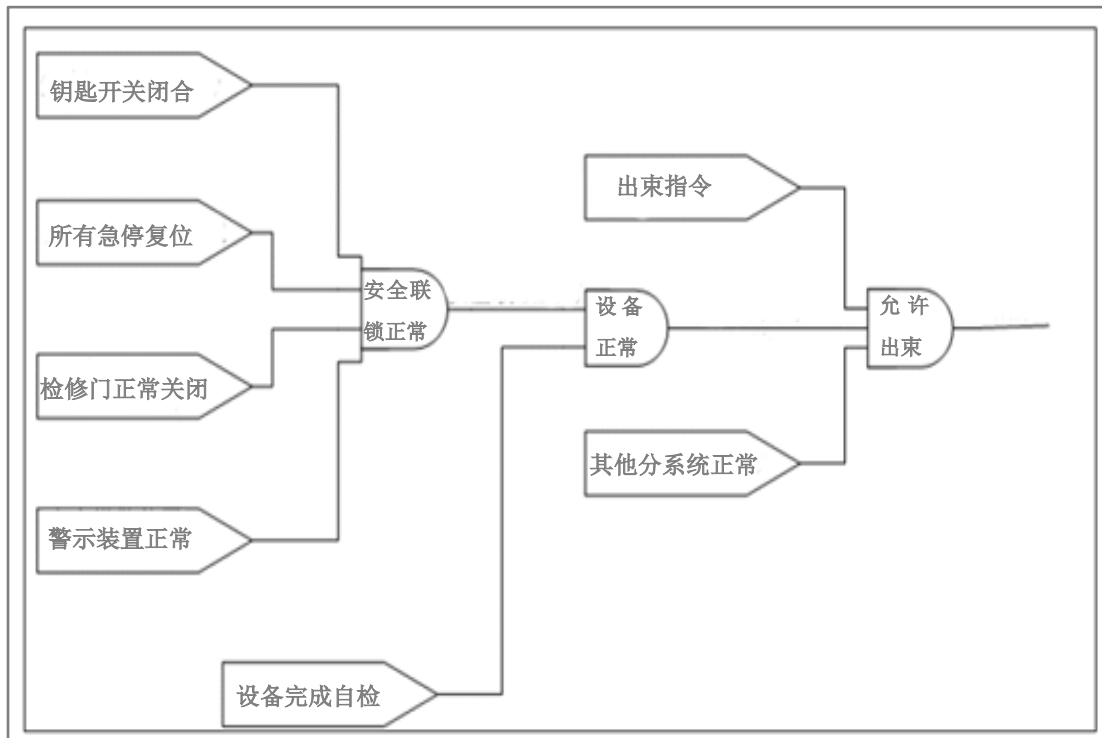 钥匙开关闭合
所有急停复位
检修门正常关闭
警示装置正常
设备完成自检
安全联
锁正常
出束指令
设备
正常
其他分系统正常
允许
出束